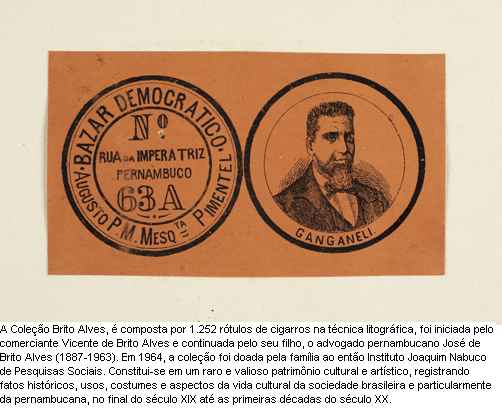 BAZAR DEMOCRATICO
Nº
RUA DA IMPERATRIZ
PERNAMBUCO
63A
AUGUSTO P. M. MESQTA PIMENTEL
GANGANELI.
A Coleção Brito Alves, é composta por 1.252 rótulos de cigarros na técnica litográfica, foi iniciada pelo
comerciante Vicente de Brito Alves e continuada pelo seu filho, o advogado pernambucano José de
Brito Alves (1887-1963). Em 1964, a coleção foi doada pela família ao então Instituto Joaquim Nabuco
de Pesquisas Sociais. Constitui-se em um raro e valioso patrimônio cultural e artístico, registrando
fatos históricos, usos, costumes e aspectos da vida cultural da sociedade brasileira e particularmente
da pernambucana, no final do século XIX até as primeiras décadas do século XX.